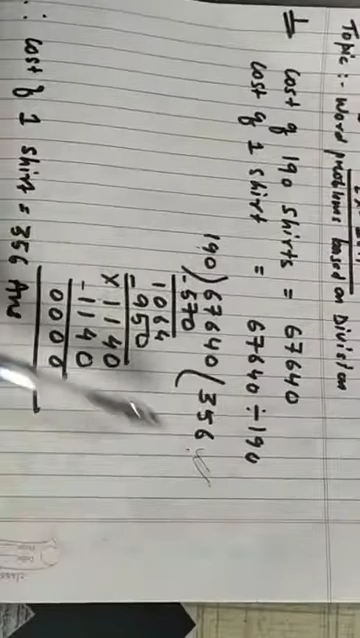 Topic :- Word problems based on Division
1 cost of 190 shirts = 67640
cost of 1 shirt = 67640 ÷ 190
190) 67640 ( 356
-570
1064
-950
X1140
-1140
0000
∴ cost of 1 shirt = 356 Ans